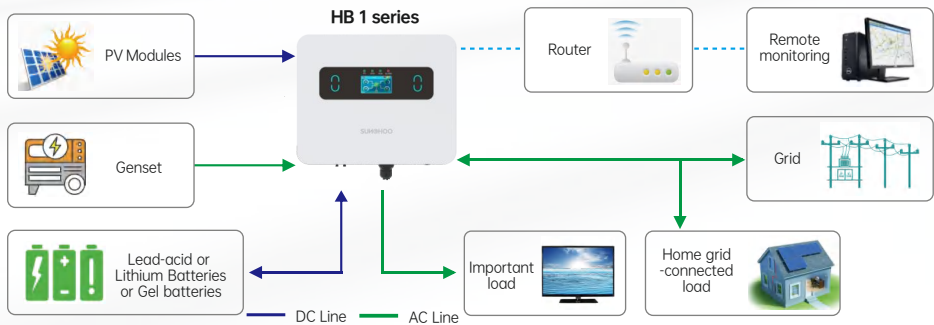 HB 1 series
PV Modules
Router
Remote
monitoring
SUNSHOO
Genset
Grid
Lead-acid or
Lithium Batteries
or Gel batteries
Important
load
Home grid
-connected
load
DC Line
AC Line